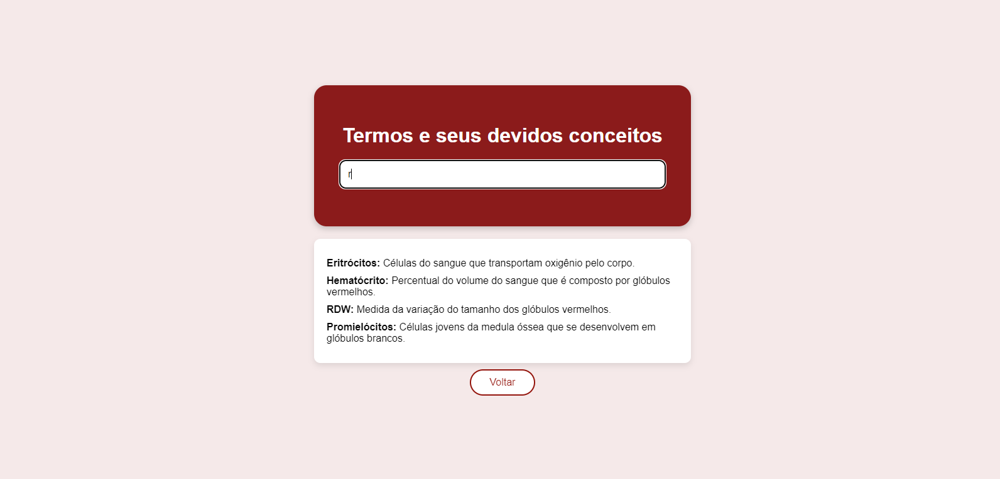 Termos e seus devidos conceitos
r
Eritrócitos: Células do sangue que transportam oxigênio pelo corpo.
Hematócrito: Percentual do volume do sangue que é composto por glóbulos
vermelhos.
RDW: Medida da variação do tamanho dos glóbulos vermelhos.
Promielócitos: Células jovens da medula óssea que se desenvolvem em
glóbulos brancos.
Voltar